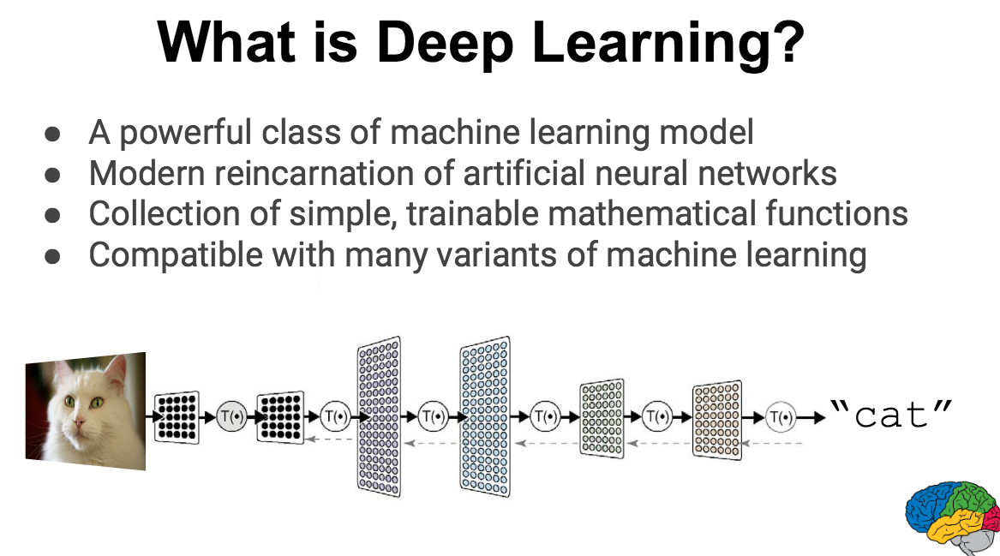 What is Deep Learning?
● A powerful class of machine learning model
● Modern reincarnation of artificial neural networks
● Collection of simple, trainable mathematical functions
● Compatible with many variants of machine learning
T(•) T(•) T(•) T(•) T(•) T(•) “cat”